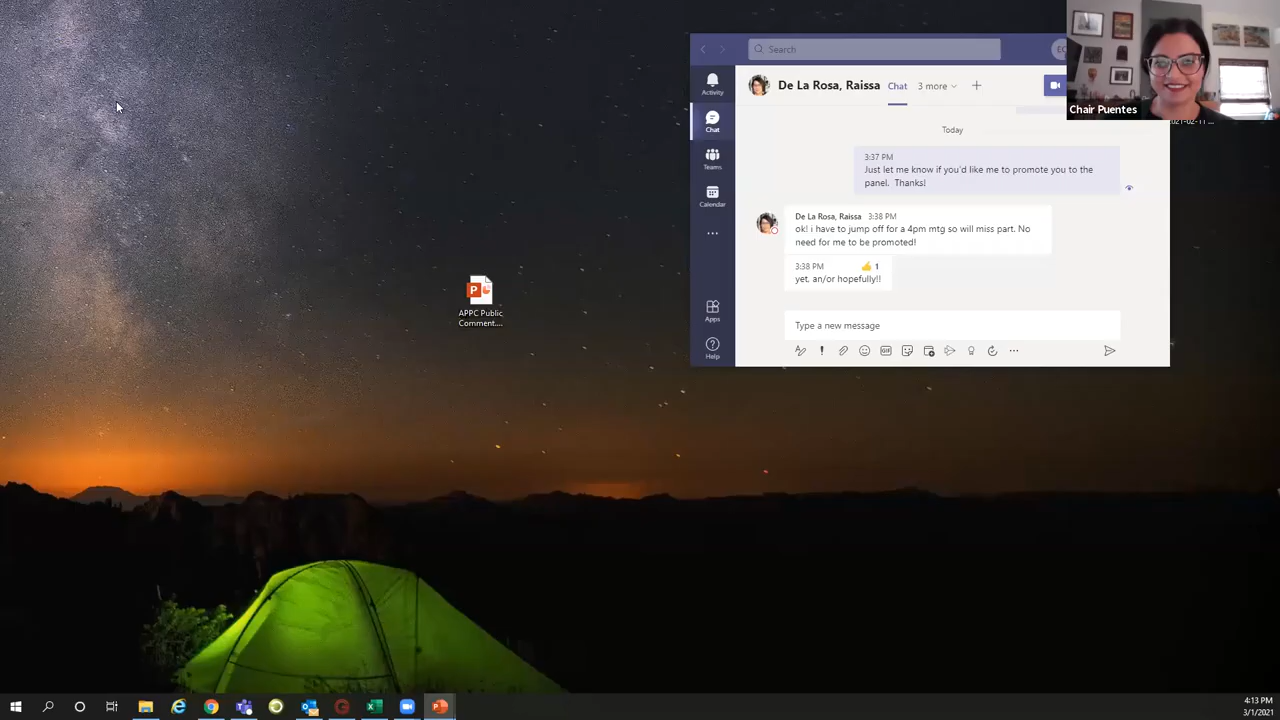 Search
EC
De La Rosa, Raissa
Chat
3 more
Chair Puentes
Activity
Chat
Teams
Calendar
Apps
Help
Today
3:37 PM
Just let me know if you'd like me to promote you to the
panel. Thanks!
De La Rosa, Raissa 3:38 PM
ok! i have to jump off for a 4pm mtg so will miss part. No
need for me to be promoted!
3:38 PM
1
yet, an/or hopefully!!
Type a new message
GIF
APPC Public
Comment....
4:13 PM
3/1/2021